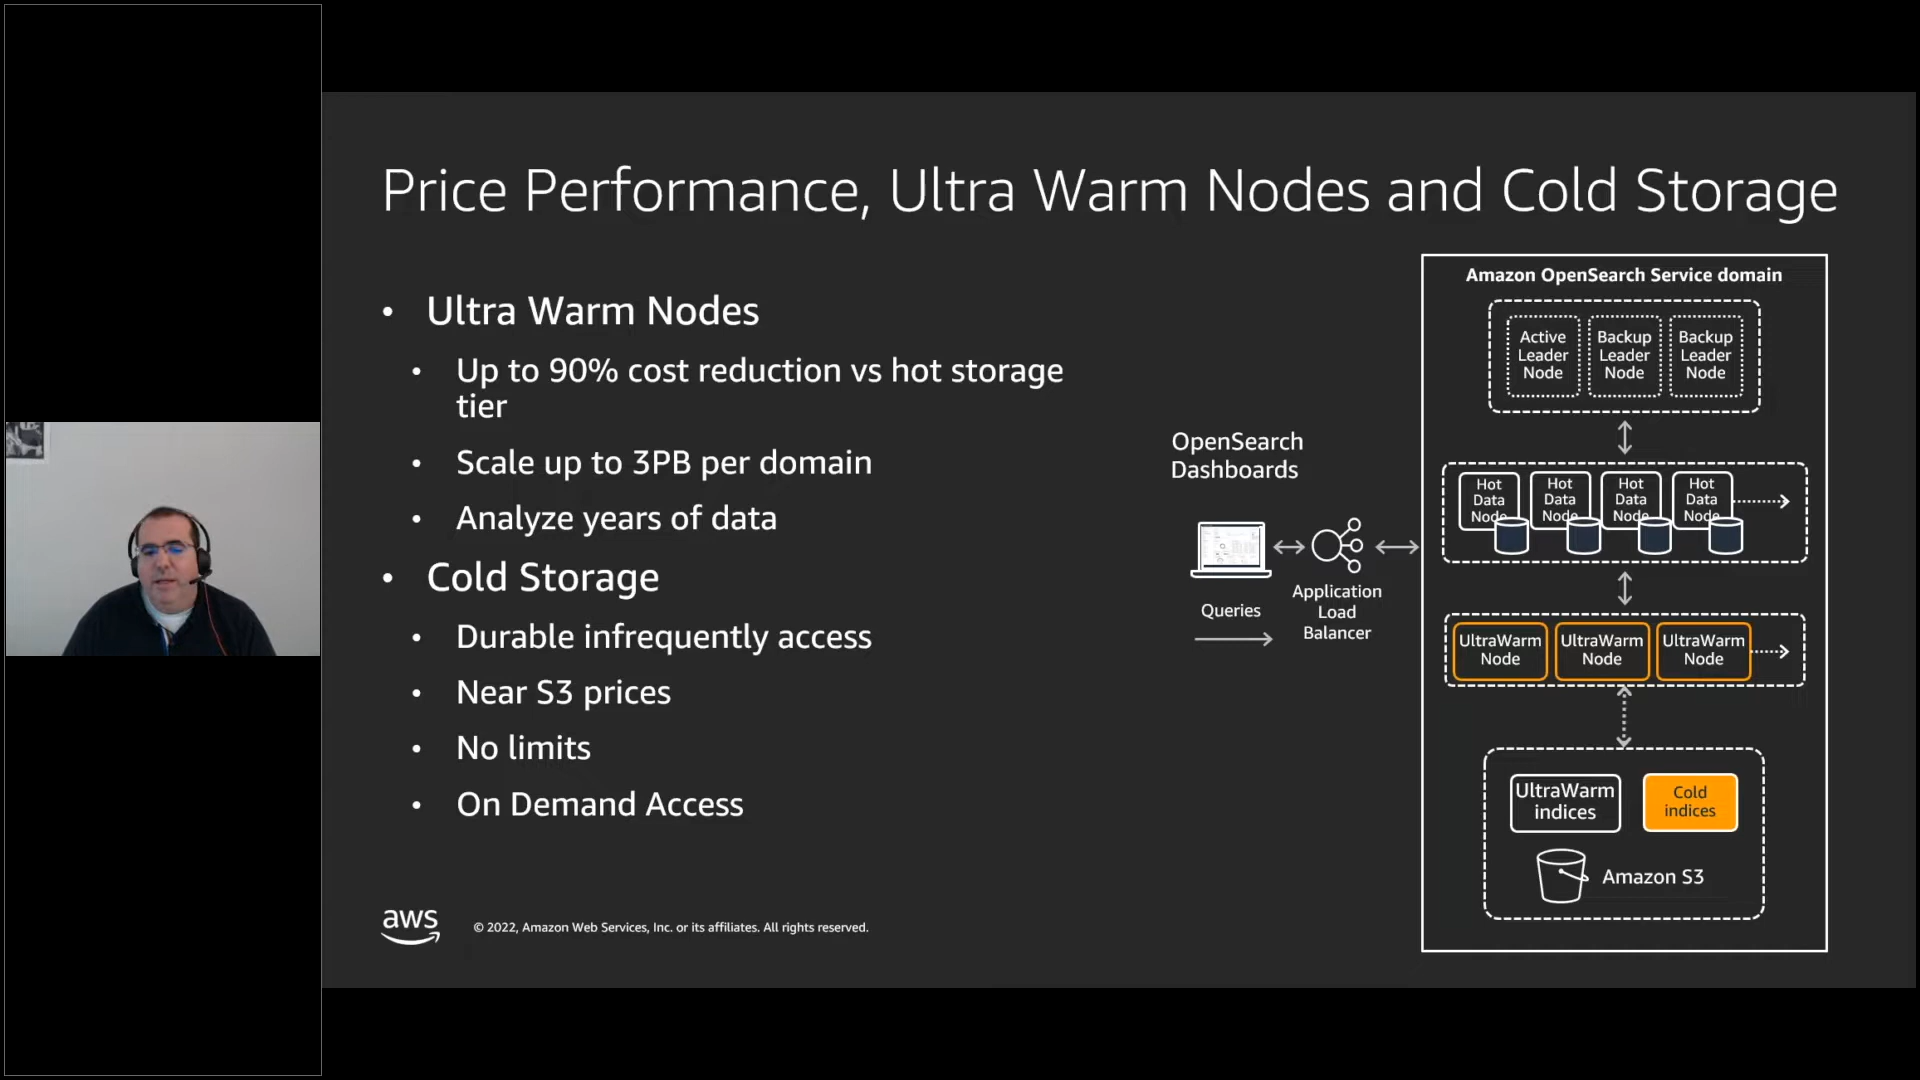 Price Performance, Ultra Warm Nodes and Cold Storage
• Ultra Warm Nodes
• Up to 90% cost reduction vs hot storage
tier
• Scale up to 3PB per domain
• Analyze years of data
• Cold Storage
• Durable infrequently access
• Near S3 prices
• No limits
• On Demand Access
OpenSearch
Dashboards
Queries
Application
Load
Balancer
Amazon OpenSearch Service domain
Active
Leader
Node
Backup
Leader
Node
Backup
Leader
Node
Hot
Data
Node
Hot
Data
Node
Hot
Data
Node
Hot
Data
Node
UltraWarm
Node
UltraWarm
Node
UltraWarm
Node
UltraWarm
indices
Cold
indices
Amazon S3
aws
© 2022, Amazon Web Services, Inc. or its affiliates. All rights reserved.